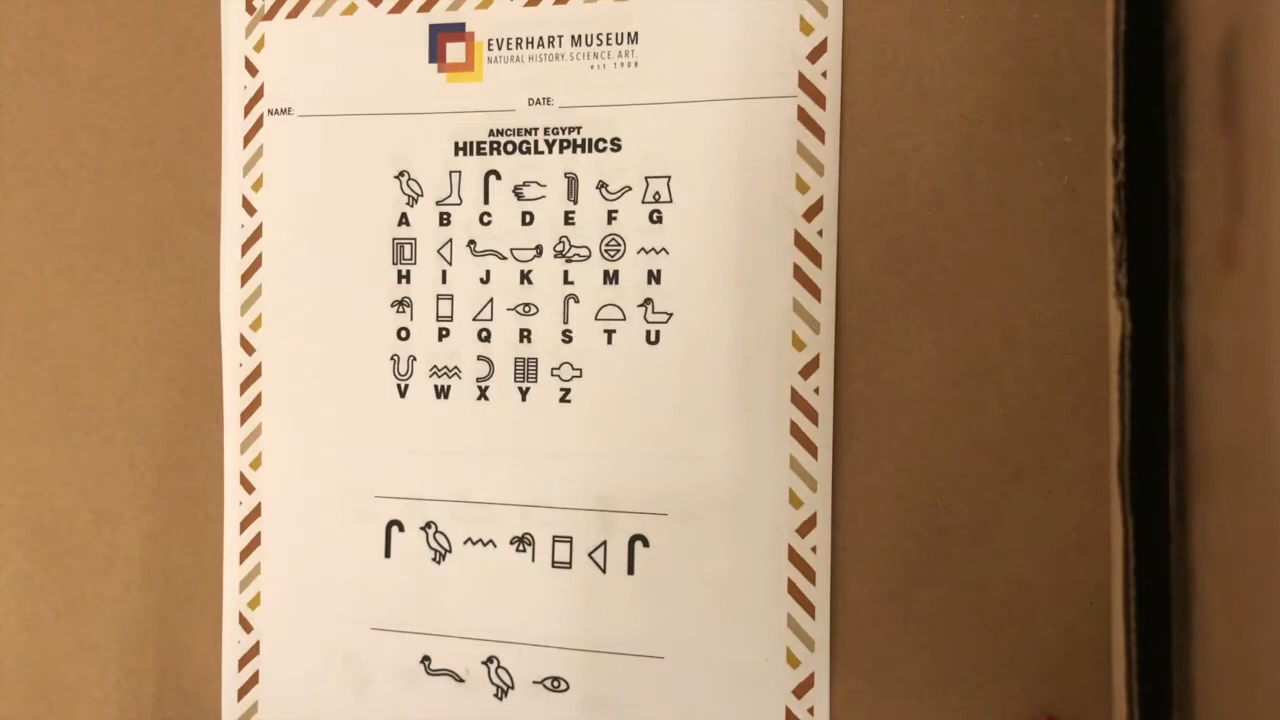 EVERHART MUSEUM
NATURAL HISTORY. SCIENCE. ART.
est 1908
NAME: DATE:
ANCIENT EGYPT
HIEROGLYPHICS
A B C D E F G
H I J K L M N
O P Q R S T U
V W X Y Z